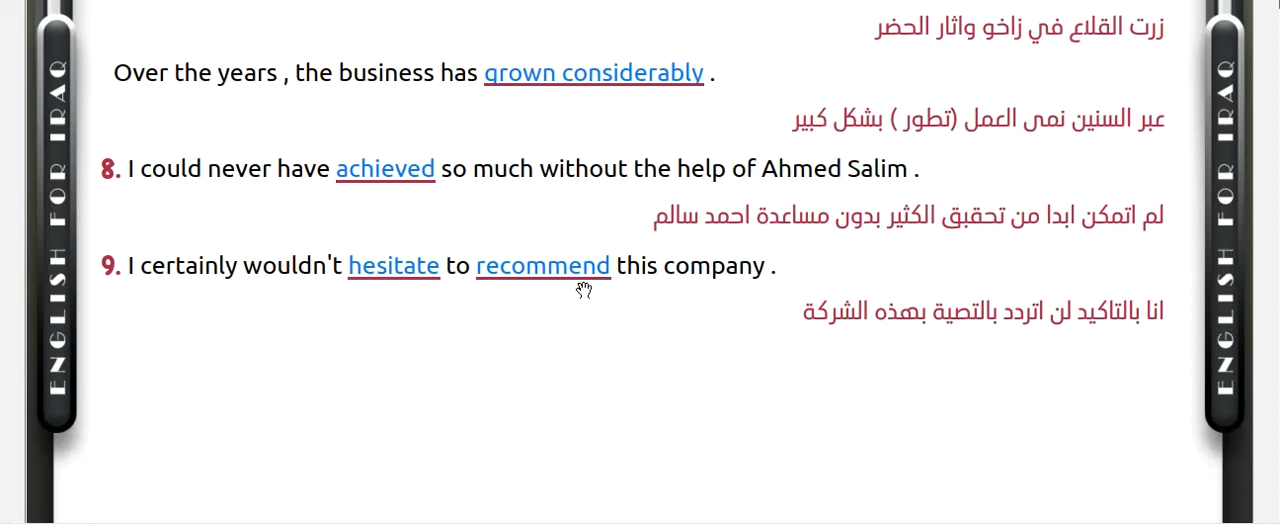 زرت القلاع في زاخو واثار الحضر
Over the years , the business has grown considerably .
عبر السنين نمى العمل (تطور ) بشكل كبير
8. I could never have achieved so much without the help of Ahmed Salim .
لم اتمكن ابدا من تحقبق الكثير بدون مساعدة احمد سالم
9. I certainly wouldn't hesitate to recommend this company .
انا بالتاكيد لن اتردد بالتصية بهذه الشركة
ENGLISH FOR IRAQ
ENGLISH FOR IRAQ